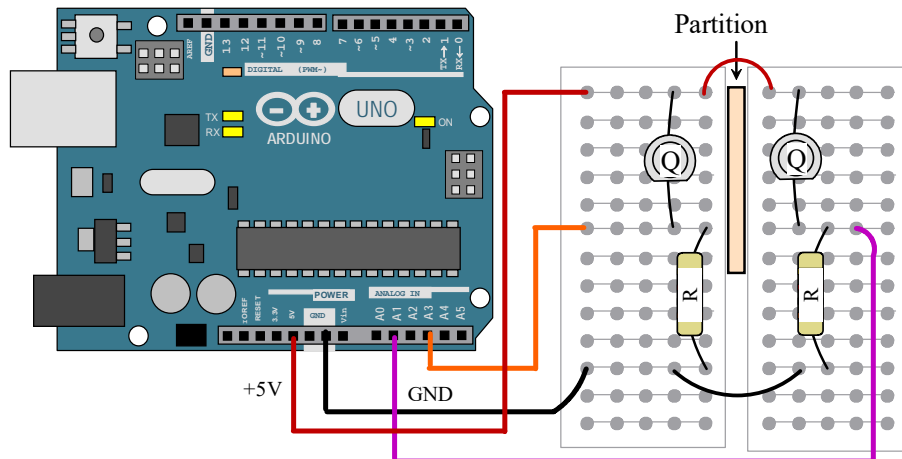 Partition
AREF
GND
13
12
~11
~10
~9
8
7
~6
~5
4
~3
2
TX→1
RX←0
DIGITAL (PWM~)
TX
RX
ARDUINO
UNO
ON
Q
Q
R
R
POWER
ANALOG IN
IOREF
RESET
3.3V
5V
GND
Vin
A0
A1
A2
A3
A4
A5
+5V
GND